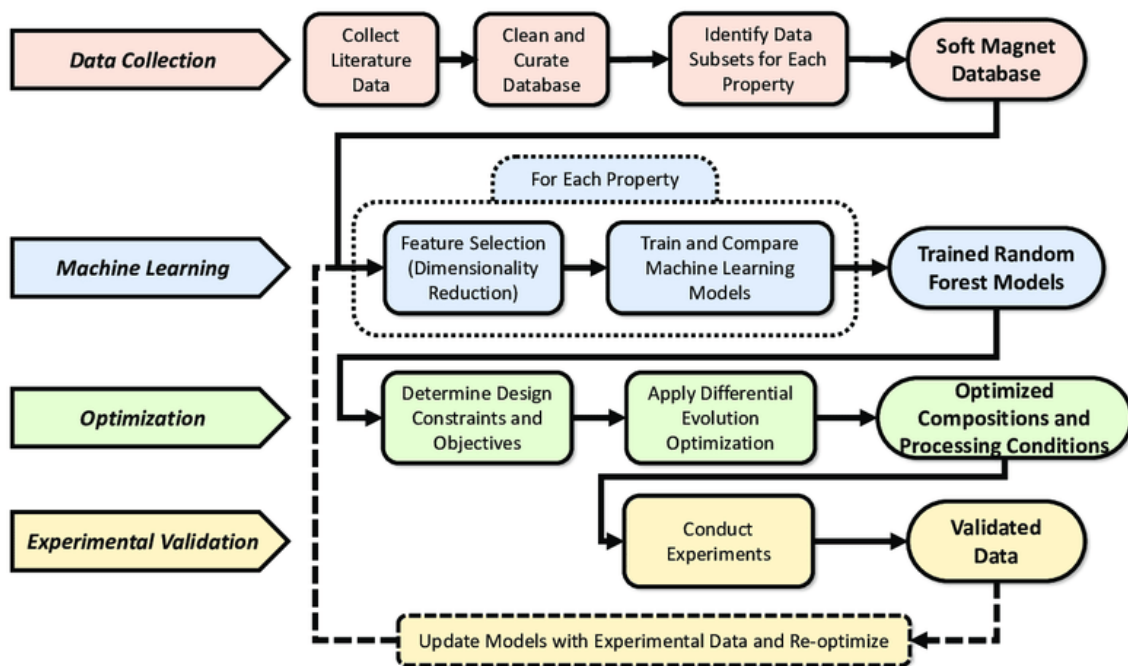 Data Collection
Collect
Literature
Data
Clean and
Curate
Database
Identify Data
Subsets for Each
Property
Soft Magnet
Database
For Each Property
Machine Learning
Feature Selection
(Dimensionality
Reduction)
Train and Compare
Machine Learning
Models
Trained Random
Forest Models
Optimization
Determine Design
Constraints and
Objectives
Apply Differential
Evolution
Optimization
Optimized
Compositions and
Processing Conditions
Experimental Validation
Conduct
Experiments
Validated
Data
Update Models with Experimental Data and Re-optimize